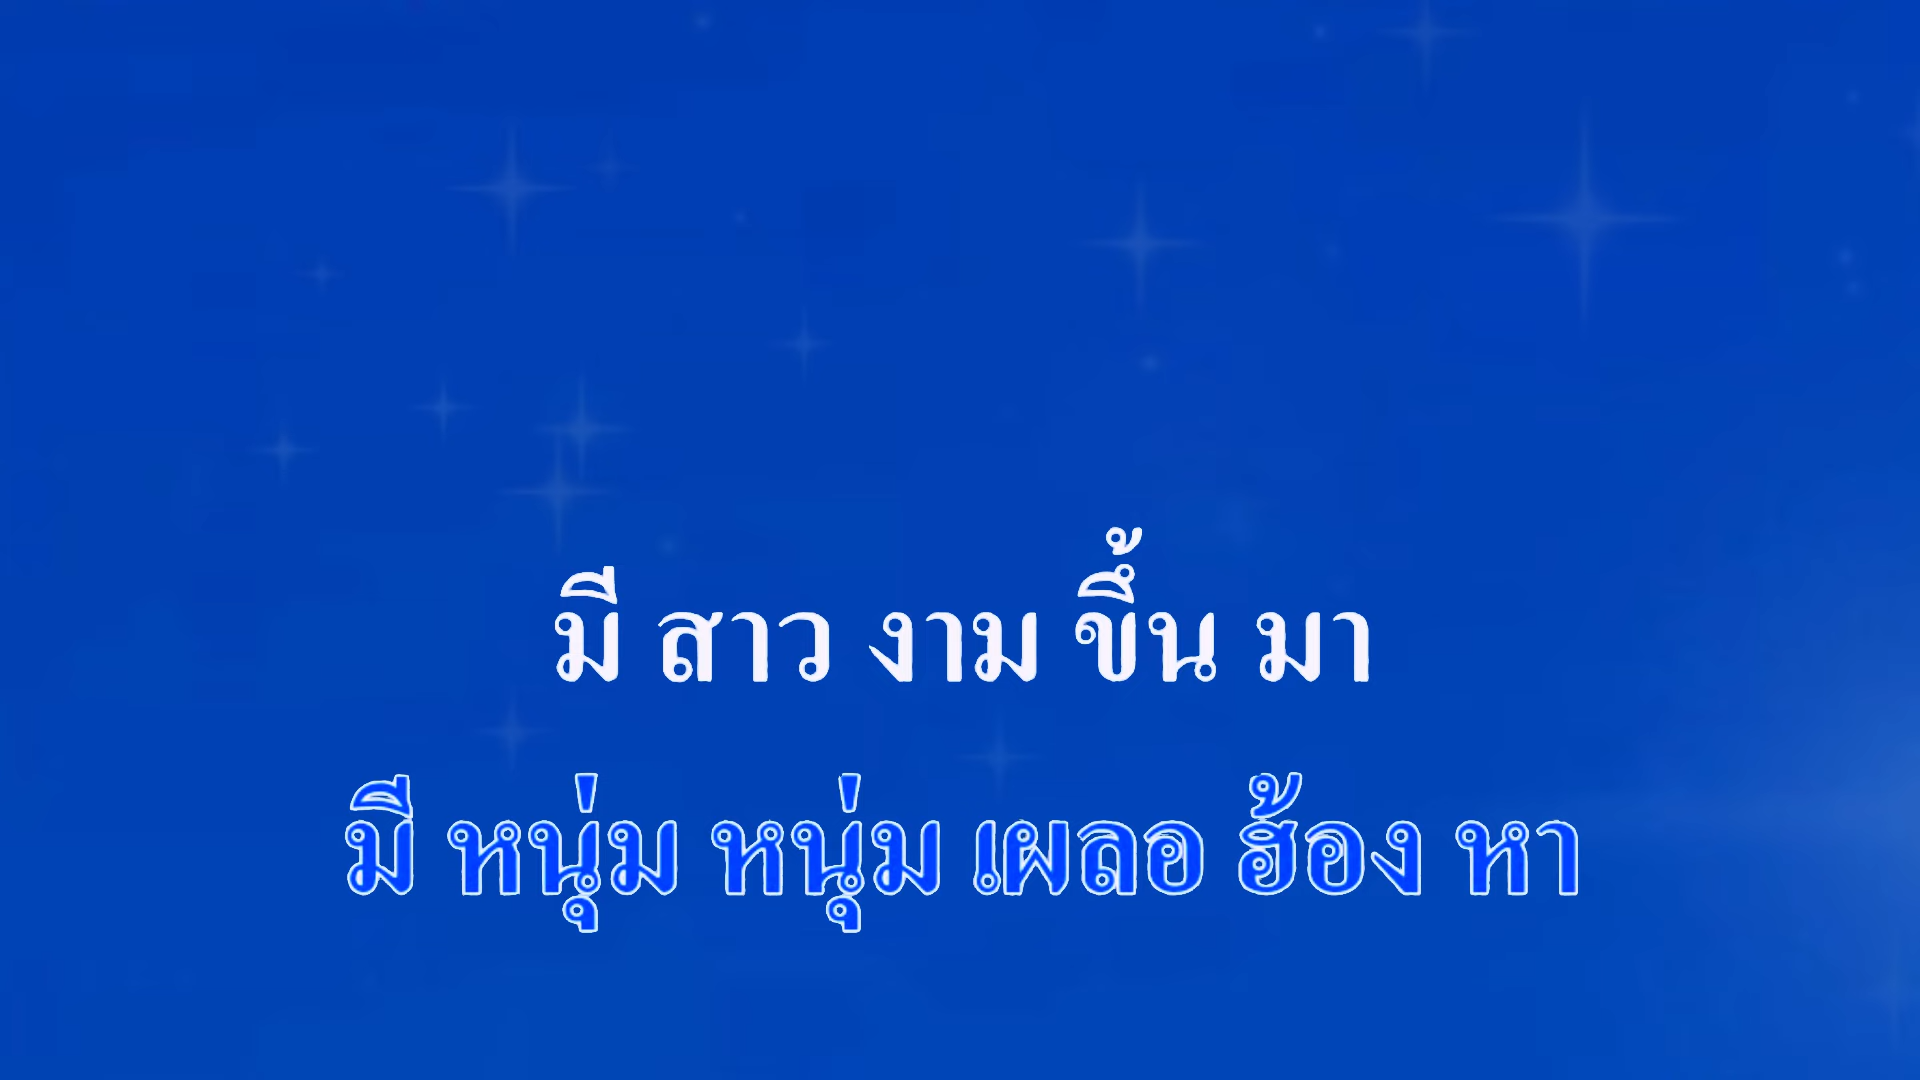 มี สาว งาม ขึ้น มา
มี หนุ่ม หนุ่ม เผลอ ฮ้อง หา